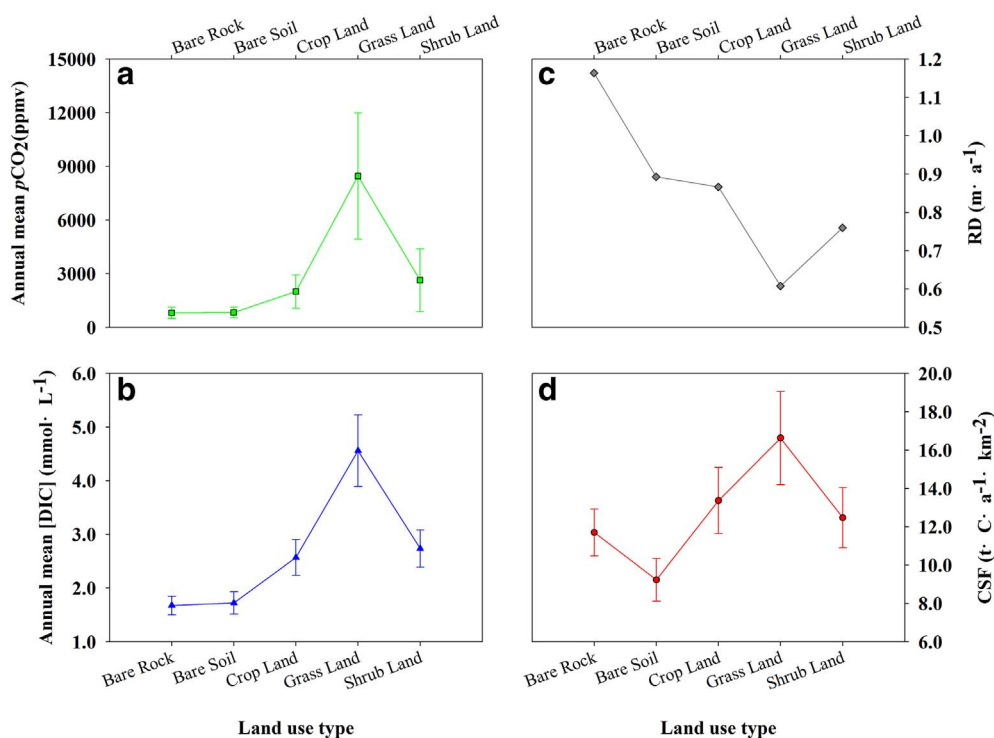 Bare Rock
Bare Soil
Crop Land
Grass Land
Shrub Land
a
15000
12000
9000
6000
3000
0
Annual mean pCO2(ppmv)
Bare Rock
Bare Soil
Crop Land
Grass Land
Shrub Land
c
1.2
1.1
1.0
0.9
0.8
0.7
0.6
0.5
RD (m· a-1)
b
6.0
5.0
4.0
3.0
2.0
1.0
Annual mean [DIC] (mmol· L-1)
Bare Rock
Bare Soil
Crop Land
Grass Land
Shrub Land
Land use type
d
20.0
18.0
16.0
14.0
12.0
10.0
8.0
6.0
CSF (t· C· a-1· km-2)
Bare Rock
Bare Soil
Crop Land
Grass Land
Shrub Land
Land use type